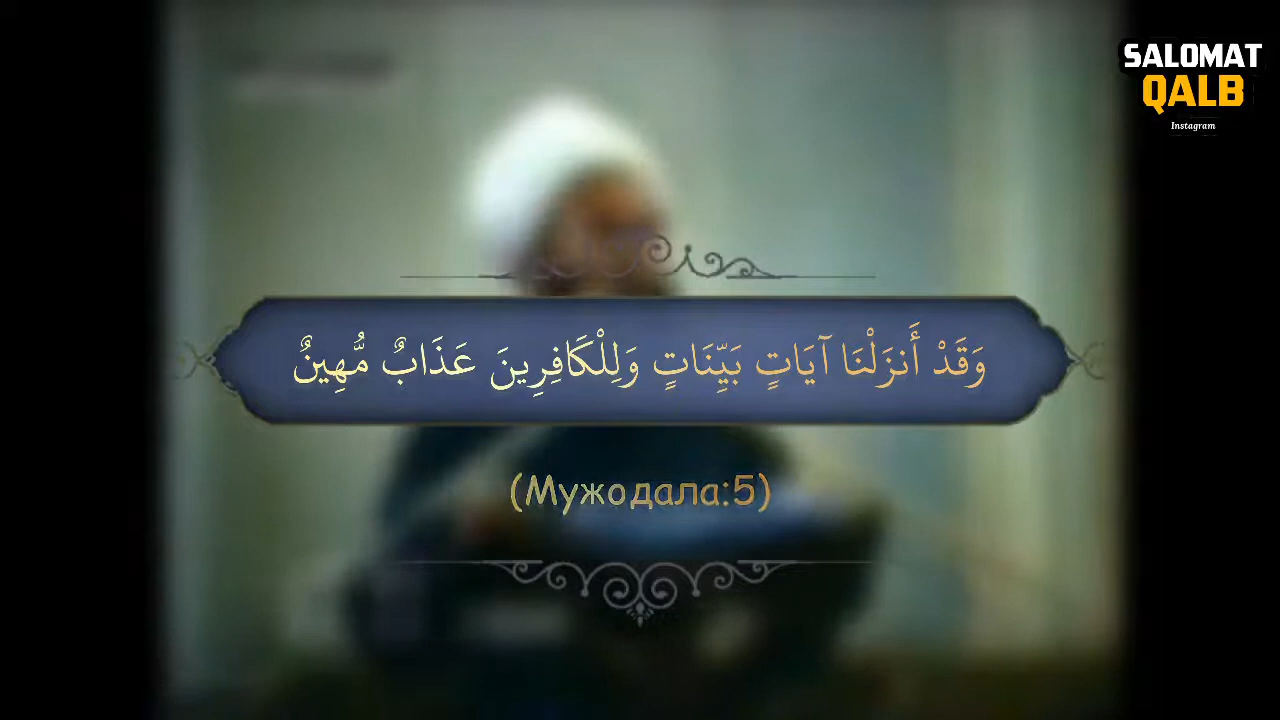 SALOMAT
QALB
Instagram
وَقَدْ أَنزَلْنَا آيَاتٍ بَيِّنَاتٍ وَلِلْكَافِرِينَ عَذَابٌ مُّهِينٌ
(Мужодала:5)